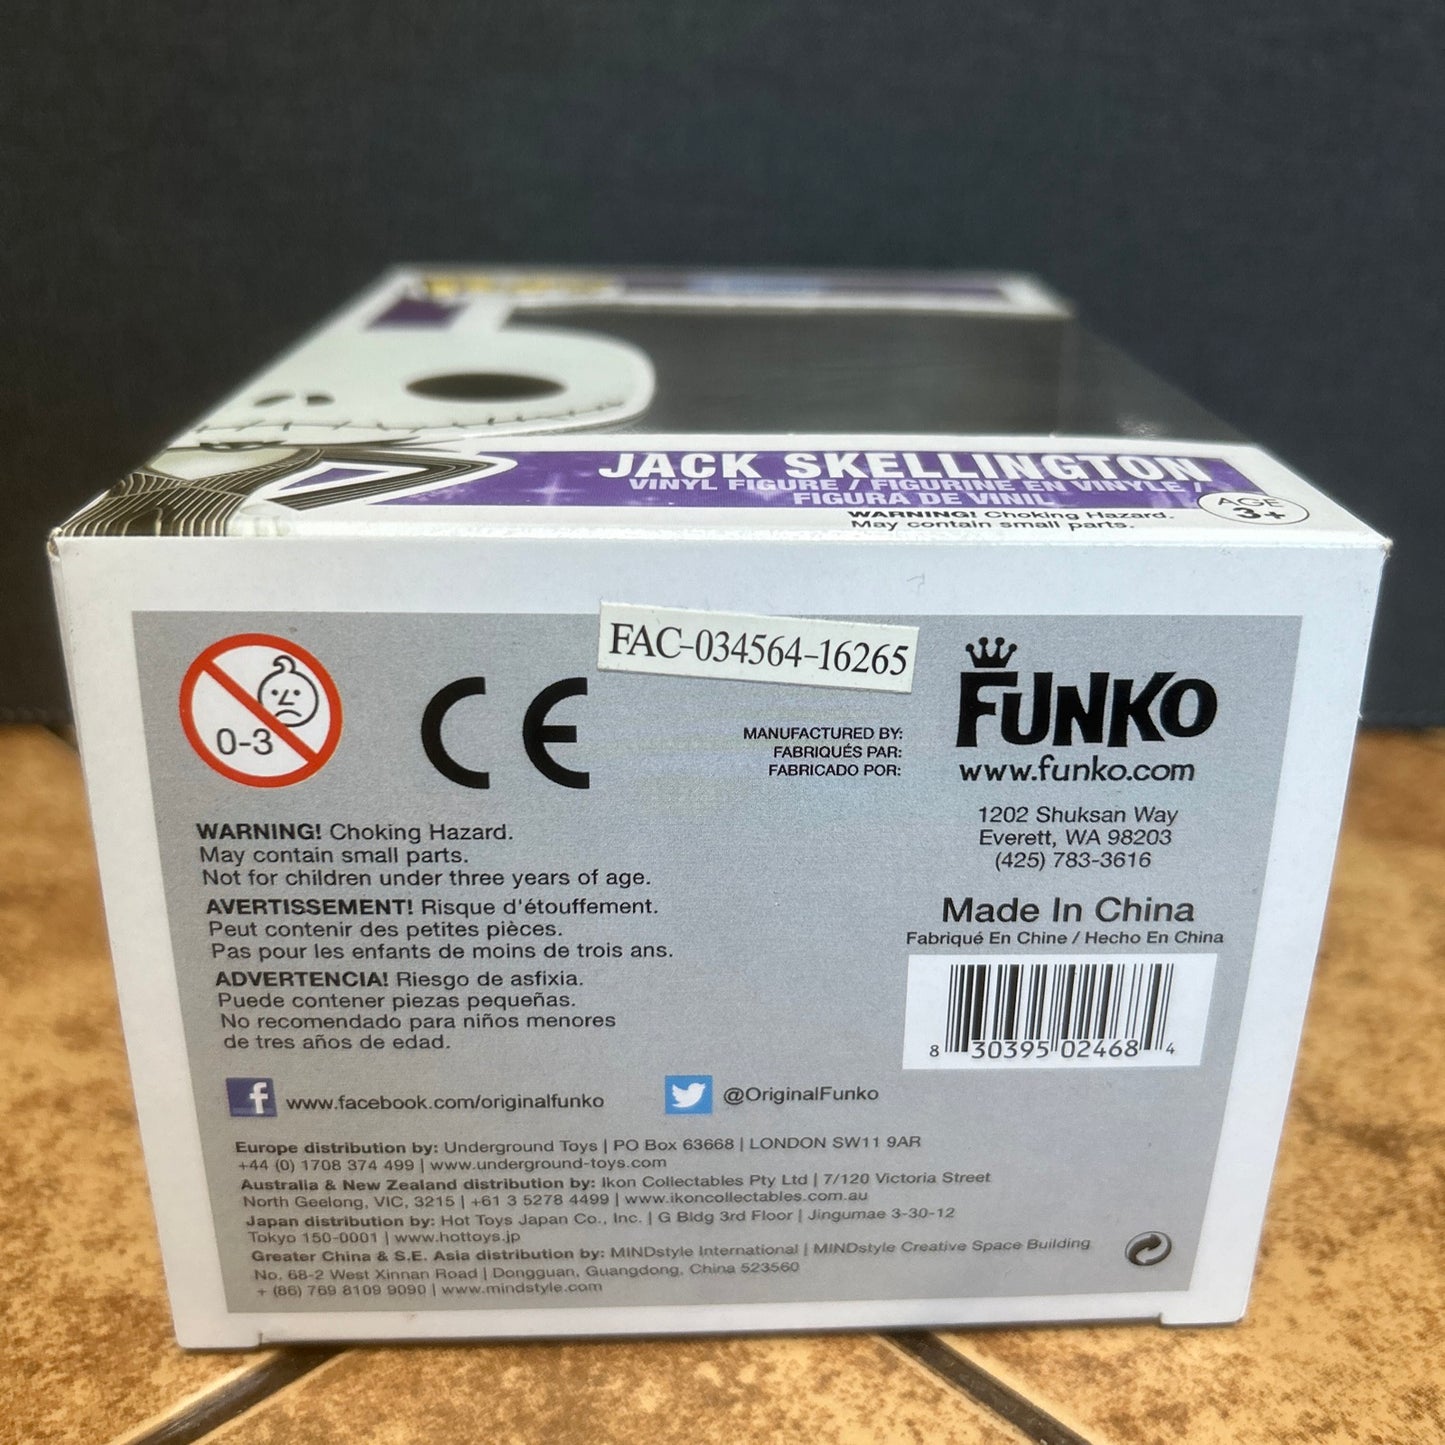 JACK SKELLINGTON
VINYL FIGURE / FIGURINE EN VINYLE /
FIGURA DE VINIL
WARNING! Choking Hazard.
May contain small parts.
AGE
3+
FAC-034564-16265
0-3
CE
MANUFACTURED BY:
FABRIQUÉS PAR:
FABRICADO POR:
FUNKO
www.funko.com
1202 Shuksan Way
Everett, WA 98203
(425) 783-3616
WARNING! Choking Hazard.
May contain small parts.
Not for children under three years of age.
AVERTISSEMENT! Risque d'étouffement.
Peut contenir des petites pièces.
Pas pour les enfants de moins de trois ans.
ADVERTENCIA! Riesgo de asfixia.
Puede contener piezas pequeñas.
No recomendado para niños menores
de tres años de edad.
Made In China
Fabriqué En Chine / Hecho En China
8 30395 02468 4
f www.facebook.com/originalfunko
@OriginalFunko
Europe distribution by: Underground Toys | PO Box 63668 | LONDON SW11 9AR
+44 (0) 1708 374 499 | www.underground-toys.com
Australia & New Zealand distribution by: Ikon Collectables Pty Ltd | 7/120 Victoria Street
North Geelong, VIC, 3215 | +61 3 5278 4499 | www.ikoncollectables.com.au
Japan distribution by: Hot Toys Japan Co., Inc. | G Bldg 3rd Floor | Jingumae 3-30-12
Tokyo 150-0001 | www.hottoys.jp
Greater China & S.E. Asia distribution by: MINDstyle International | MINDstyle Creative Space Building
No. 68-2 West Xinnan Road | Dongguan, Guangdong, China 523560
+ (86) 769 8109 9090 | www.mindstyle.com